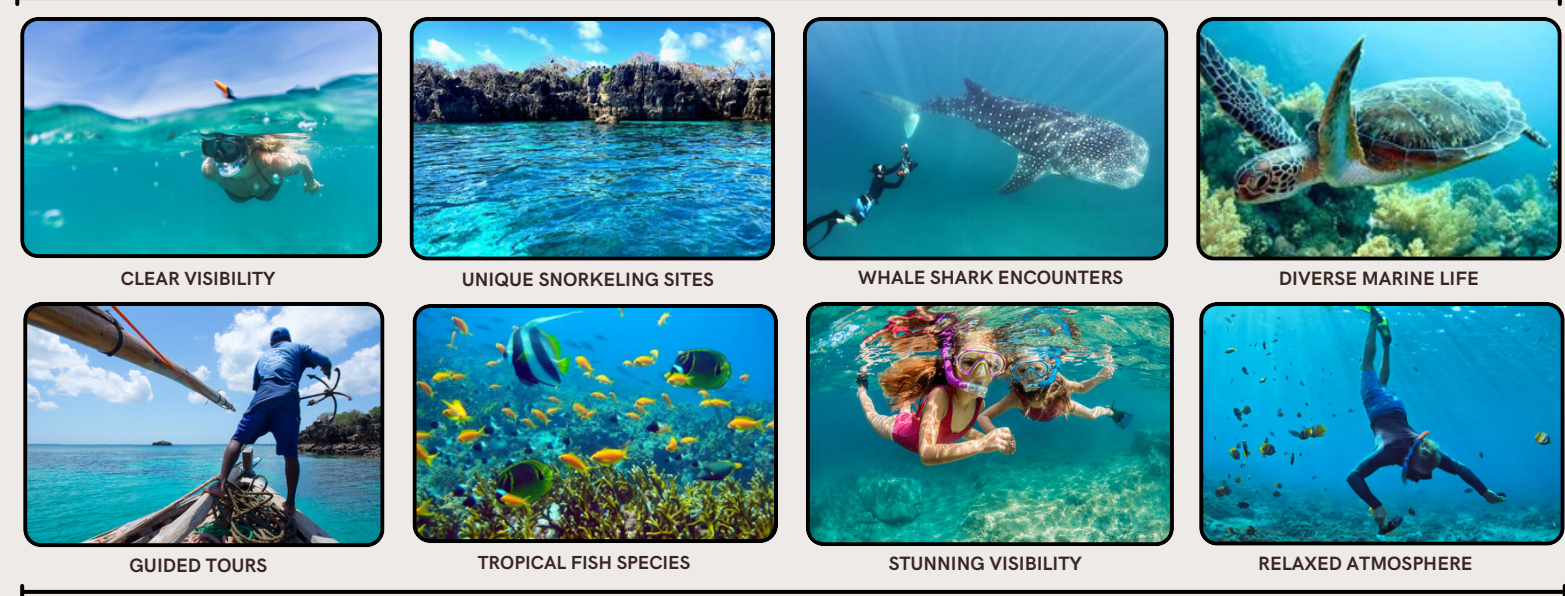 CLEAR VISIBILITY
UNIQUE SNORKELING SITES
WHALE SHARK ENCOUNTERS
DIVERSE MARINE LIFE
GUIDED TOURS
TROPICAL FISH SPECIES
STUNNING VISIBILITY
RELAXED ATMOSPHERE